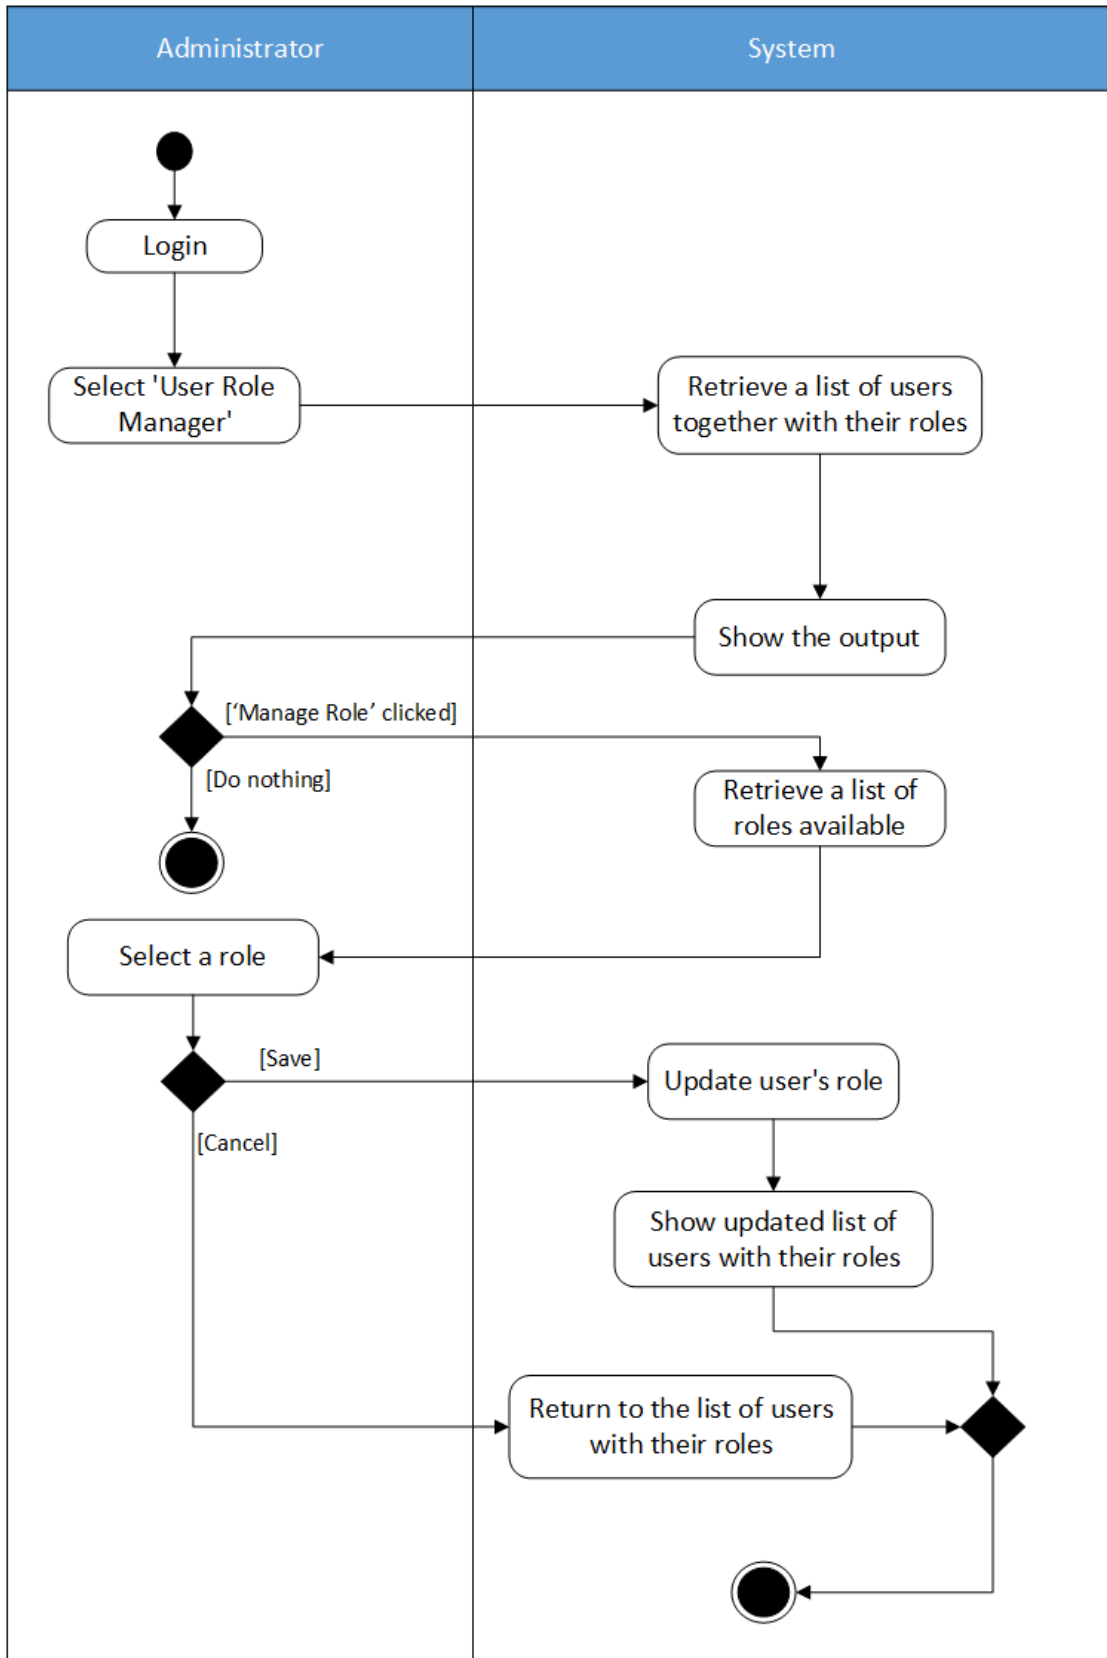 Administrator
System
Login
Select 'User Role
Manager'
Retrieve a list of users
together with their roles
Show the output
[‘Manage Role’ clicked]
[Do nothing]
Retrieve a list of
roles available
Select a role
[Save]
Update user's role
[Cancel]
Show updated list of
users with their roles
Return to the list of users
with their roles